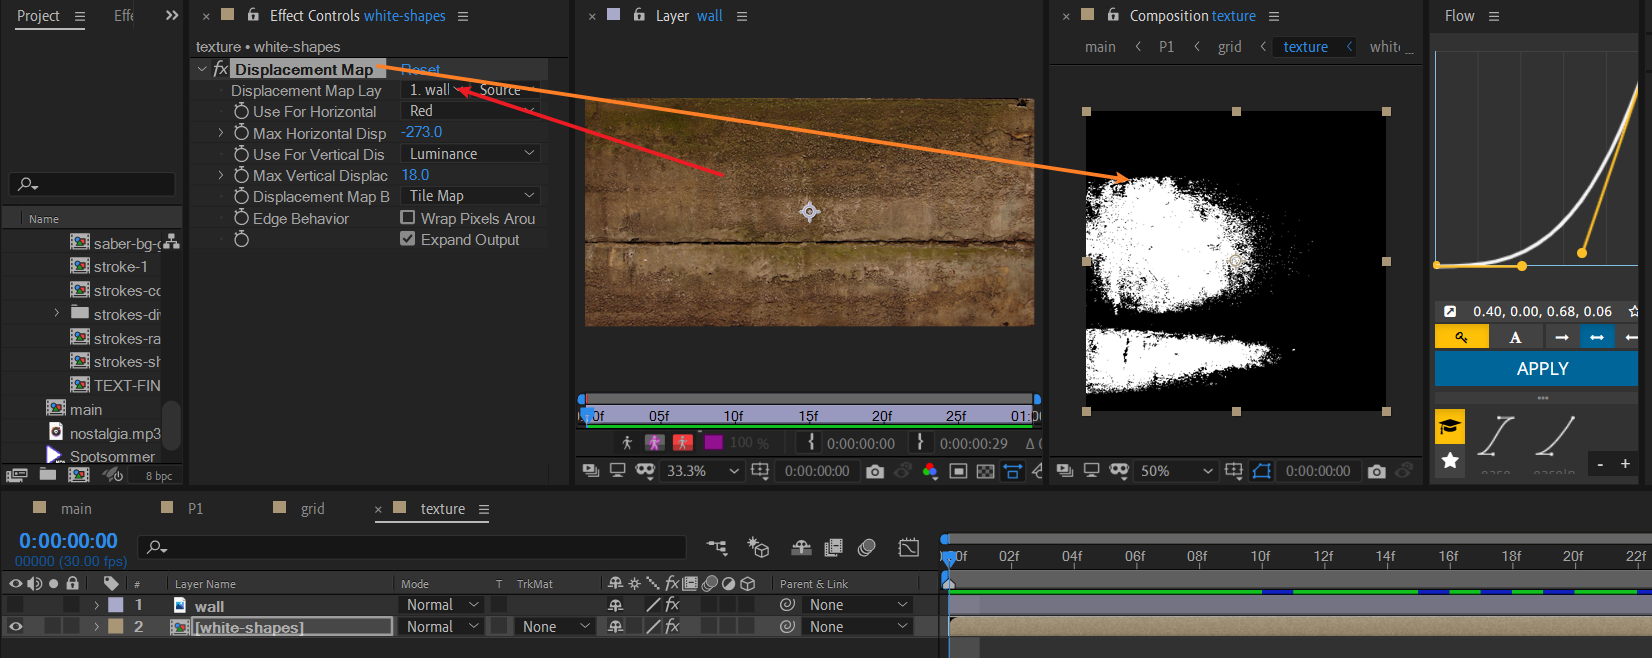 Project
Effe
Effect Controls white-shapes
Layer wall
Composition texture
Flow
texture • white-shapes
main
P1
grid
texture
whit
fx Displacement Map
Reset
Displacement Map Lay
1. wall
Source
Use For Horizontal
Red
Max Horizontal Disp
-273.0
Use For Vertical Dis
Luminance
Max Vertical Displac
18.0
Displacement Map B
Tile Map
Edge Behavior
Wrap Pixels Arou
Expand Output
Name
saber-bg-
stroke-1
strokes-co
strokes-di
strokes-ra
strokes-sh
TEXT-FIN
main
nostalgia.mp3
Spotsommer
8 bpc
0f
05f
10f
15f
20f
25f
01:0
100 %
0:00:00:00
0:00:00:29
Δ
33.3%
0:00:00:00
50%
0:00:00:00
0.40, 0.00, 0.68, 0.06
A
APPLY
- +
main
P1
grid
texture
0:00:00:00
00000 (30.00 fps)
0f
02f
04f
06f
08f
10f
12f
14f
16f
18f
20f
22f
#
Layer Name
Mode
T
TrkMat
fx
Parent & Link
1
wall
Normal
fx
None
2
[white-shapes]
Normal
None
fx
None